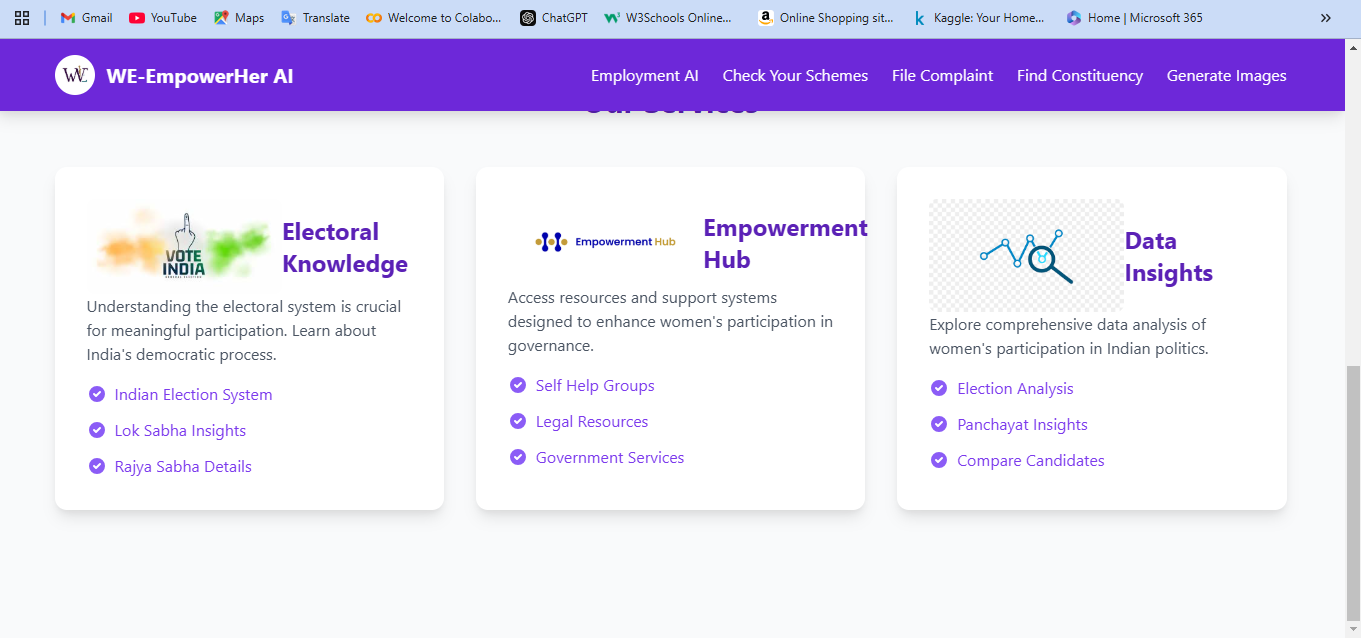 Gmail
YouTube
Maps
Translate
Welcome to Colabo...
ChatGPT
W3Schools Online...
Online Shopping sit...
Kaggle: Your Home...
Home | Microsoft 365
WE-EmpowerHer AI
Employment AI
Check Your Schemes
File Complaint
Find Constituency
Generate Images
Our Services
VOTE
INDIA
Electoral
Knowledge
Understanding the electoral system is crucial
for meaningful participation. Learn about
India's democratic process.
Indian Election System
Lok Sabha Insights
Rajya Sabha Details
Empowerment Hub
Empowerment
Hub
Access resources and support systems
designed to enhance women's participation in
governance.
Self Help Groups
Legal Resources
Government Services
Data
Insights
Explore comprehensive data analysis of
women's participation in Indian politics.
Election Analysis
Panchayat Insights
Compare Candidates